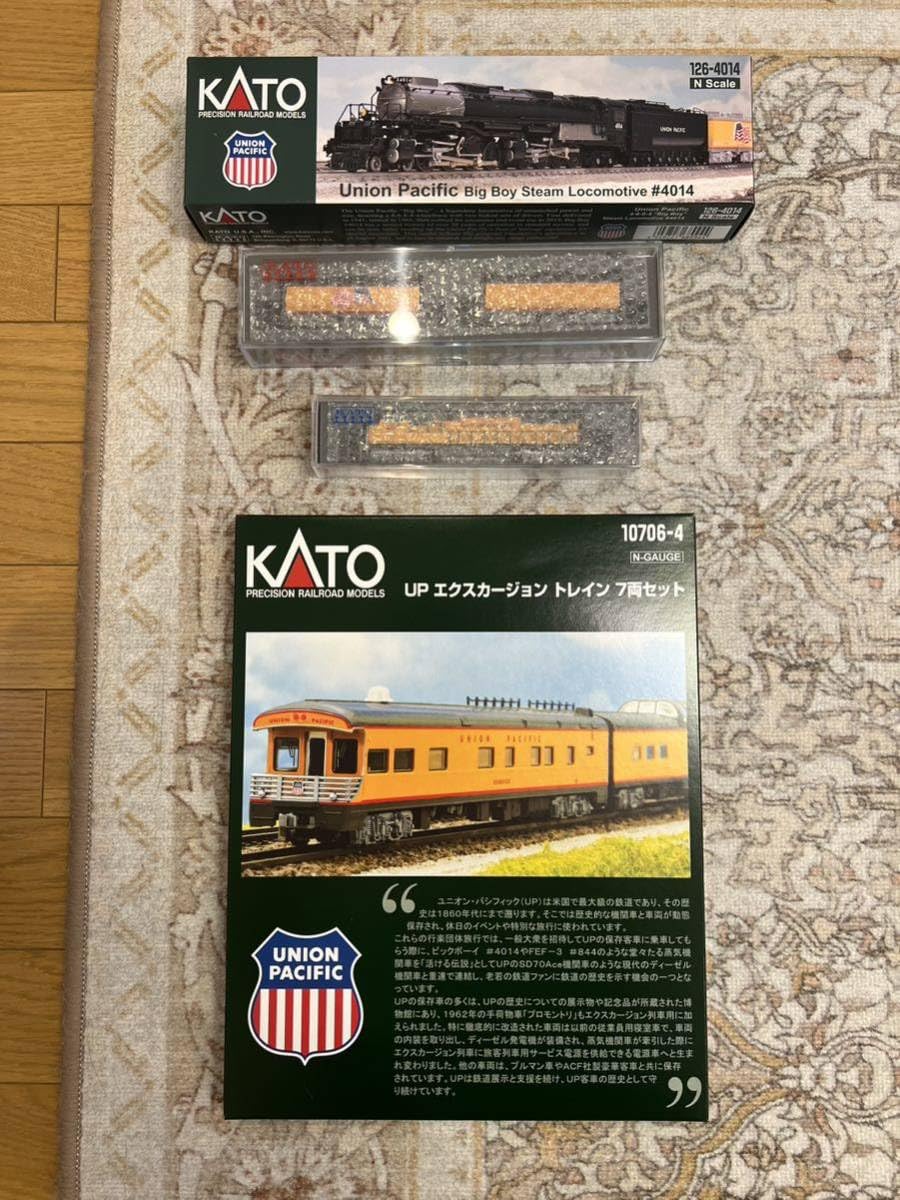 KATO
PRECISION RAILROAD MODELS
UNION
PACIFIC
126-4014
N Scale
UNION PACIFIC
Union Pacific Big Boy Steam Locomotive #4014
KATO
KATO U.S.A., INC.
Union Pacific
126-4014
N Scale
10706-4
N-GAUGE
KATO
PRECISION RAILROAD MODELS
UP エクスカージョン トレイン 7両セット
UNION PACIFIC
UNION PACIFIC
“
ユニオン・パシフィック(UP)は米国で最大級の鉄道であり、その歴
史は1860年代にまで遡ります。そこでは歴史的な機関車と車両が動態
保存され、休日のイベントや特別な旅行に使われています。
これらの行楽団体旅行では、一般大衆を招待してUPの保存客車に乗車しても
らう際に、ビックボーイ #4014やFEF-3 #844のような堂々たる蒸気機
関車を「活ける伝説」としてUPのSD70Ace機関車のような現代のディーゼル
機関車と重連で連結し、老若の鉄道ファンに鉄道の歴史を示す機会の一つとな
っています。
UPの保存車の多くは、UPの歴史についての展示物や記念品が所蔵された博
物館にあり、1962年の手荷物車「プロモントリ」もエクスカージョン列車用に加
えられました。特に徹底的に改造された車両は以前の従業員用寝室車で、車両
の内装を取り出し、ディーゼル発電機が装備され、蒸気機関車が牽引した際に
エクスカージョン列車に旅客列車用サービス電源を供給できる電源車へと生ま
れ変わりました。他の車両は、プルマン車やACF社製豪華客車と共に保存
されています。UPは鉄道展示と支援を続け、UP客車の歴史として守
り続けています。
”
UNION
PACIFIC